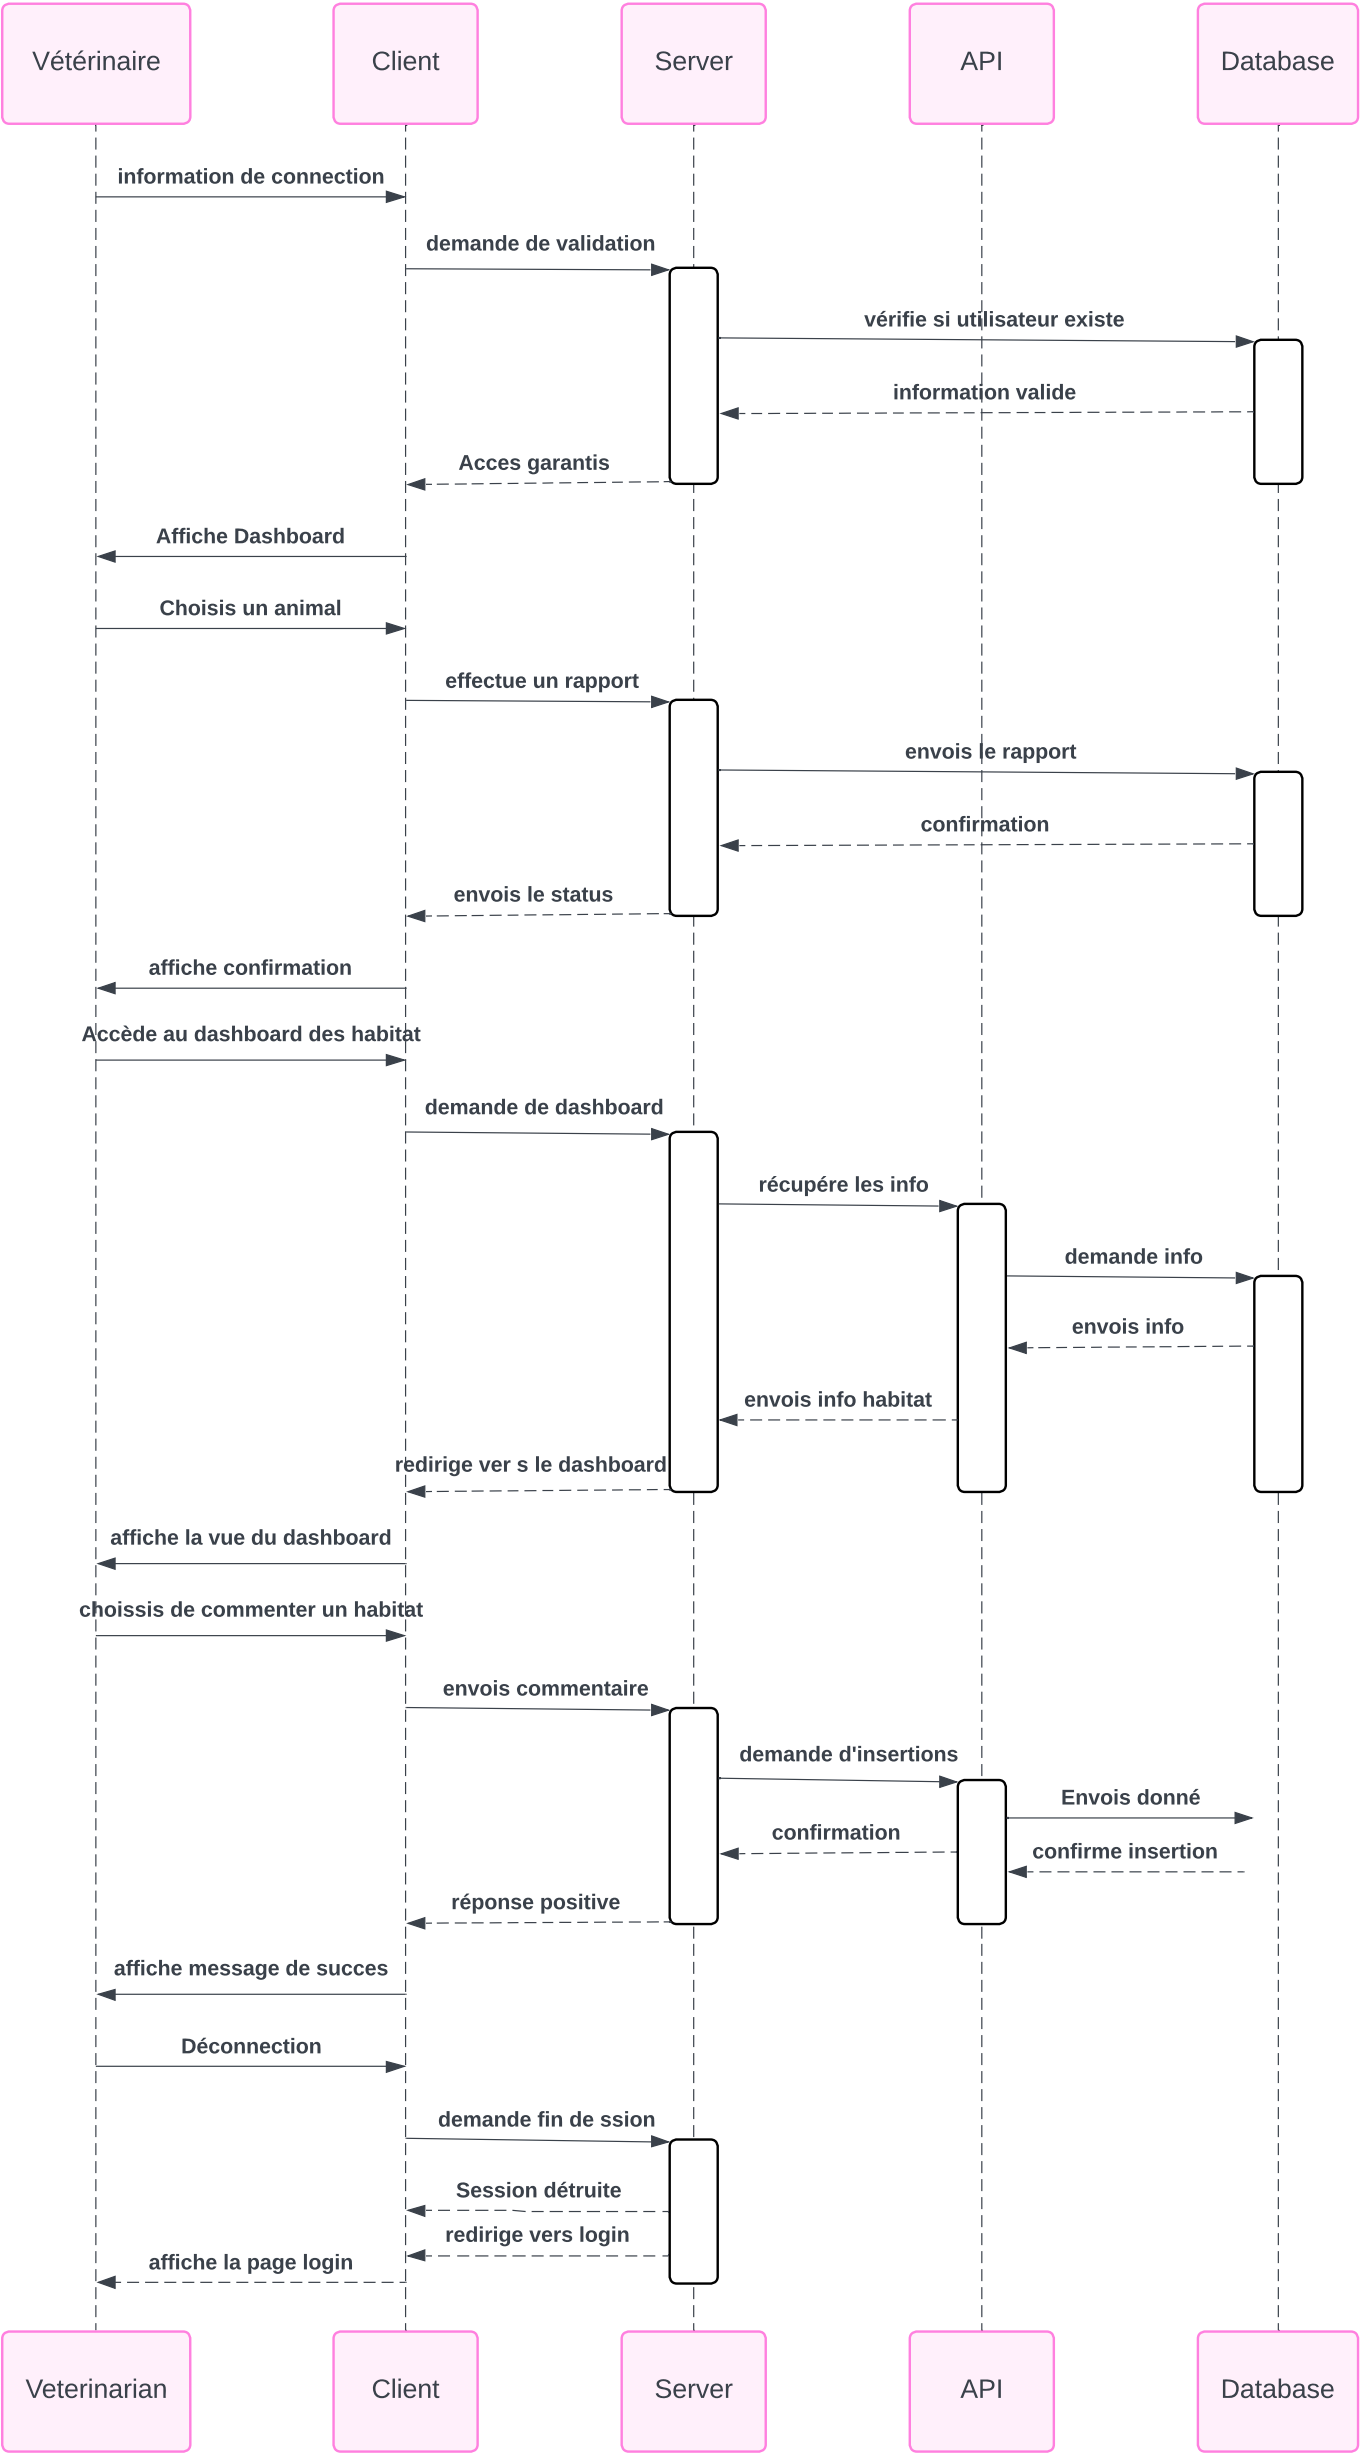 Vétérinaire
Client
Server
API
Database
information de connection
demande de validation
vérifie si utilisateur existe
information valide
Acces garantis
Affiche Dashboard
Choisis un animal
effectue un rapport
envois le rapport
confirmation
envois le status
affiche confirmation
Accède au dashboard des habitat
demande de dashboard
récupére les info
demande info
envois info
envois info habitat
redirige ver s le dashboard
affiche la vue du dashboard
choissis de commenter un habitat
envois commentaire
demande d'insertions
Envois donné
confirmation
confirme insertion
réponse positive
affiche message de succes
Déconnection
demande fin de ssion
Session détruite
redirige vers login
affiche la page login
Veterinarian
Client
Server
API
Database